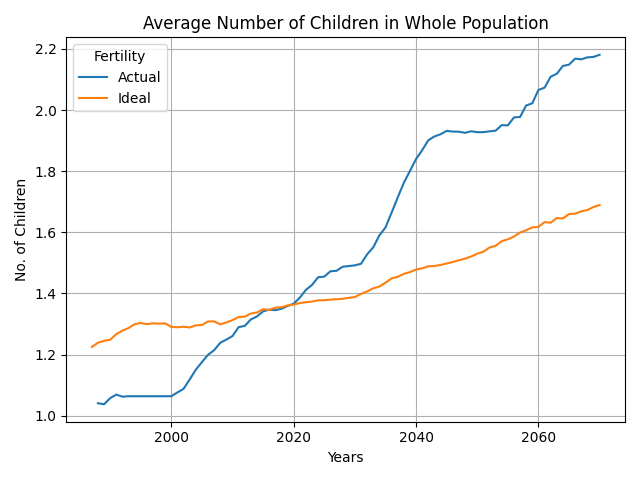 Average Number of Children in Whole Population
Fertility
Actual
Ideal
No. of Children
2.2
2.0
1.8
1.6
1.4
1.2
1.0
2000 2020 2040 2060
Years